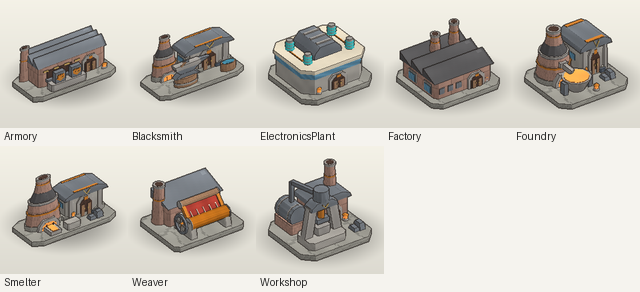 Armory
Blacksmith
ElectronicsPlant
Factory
Foundry
Smelter
Weaver
Workshop